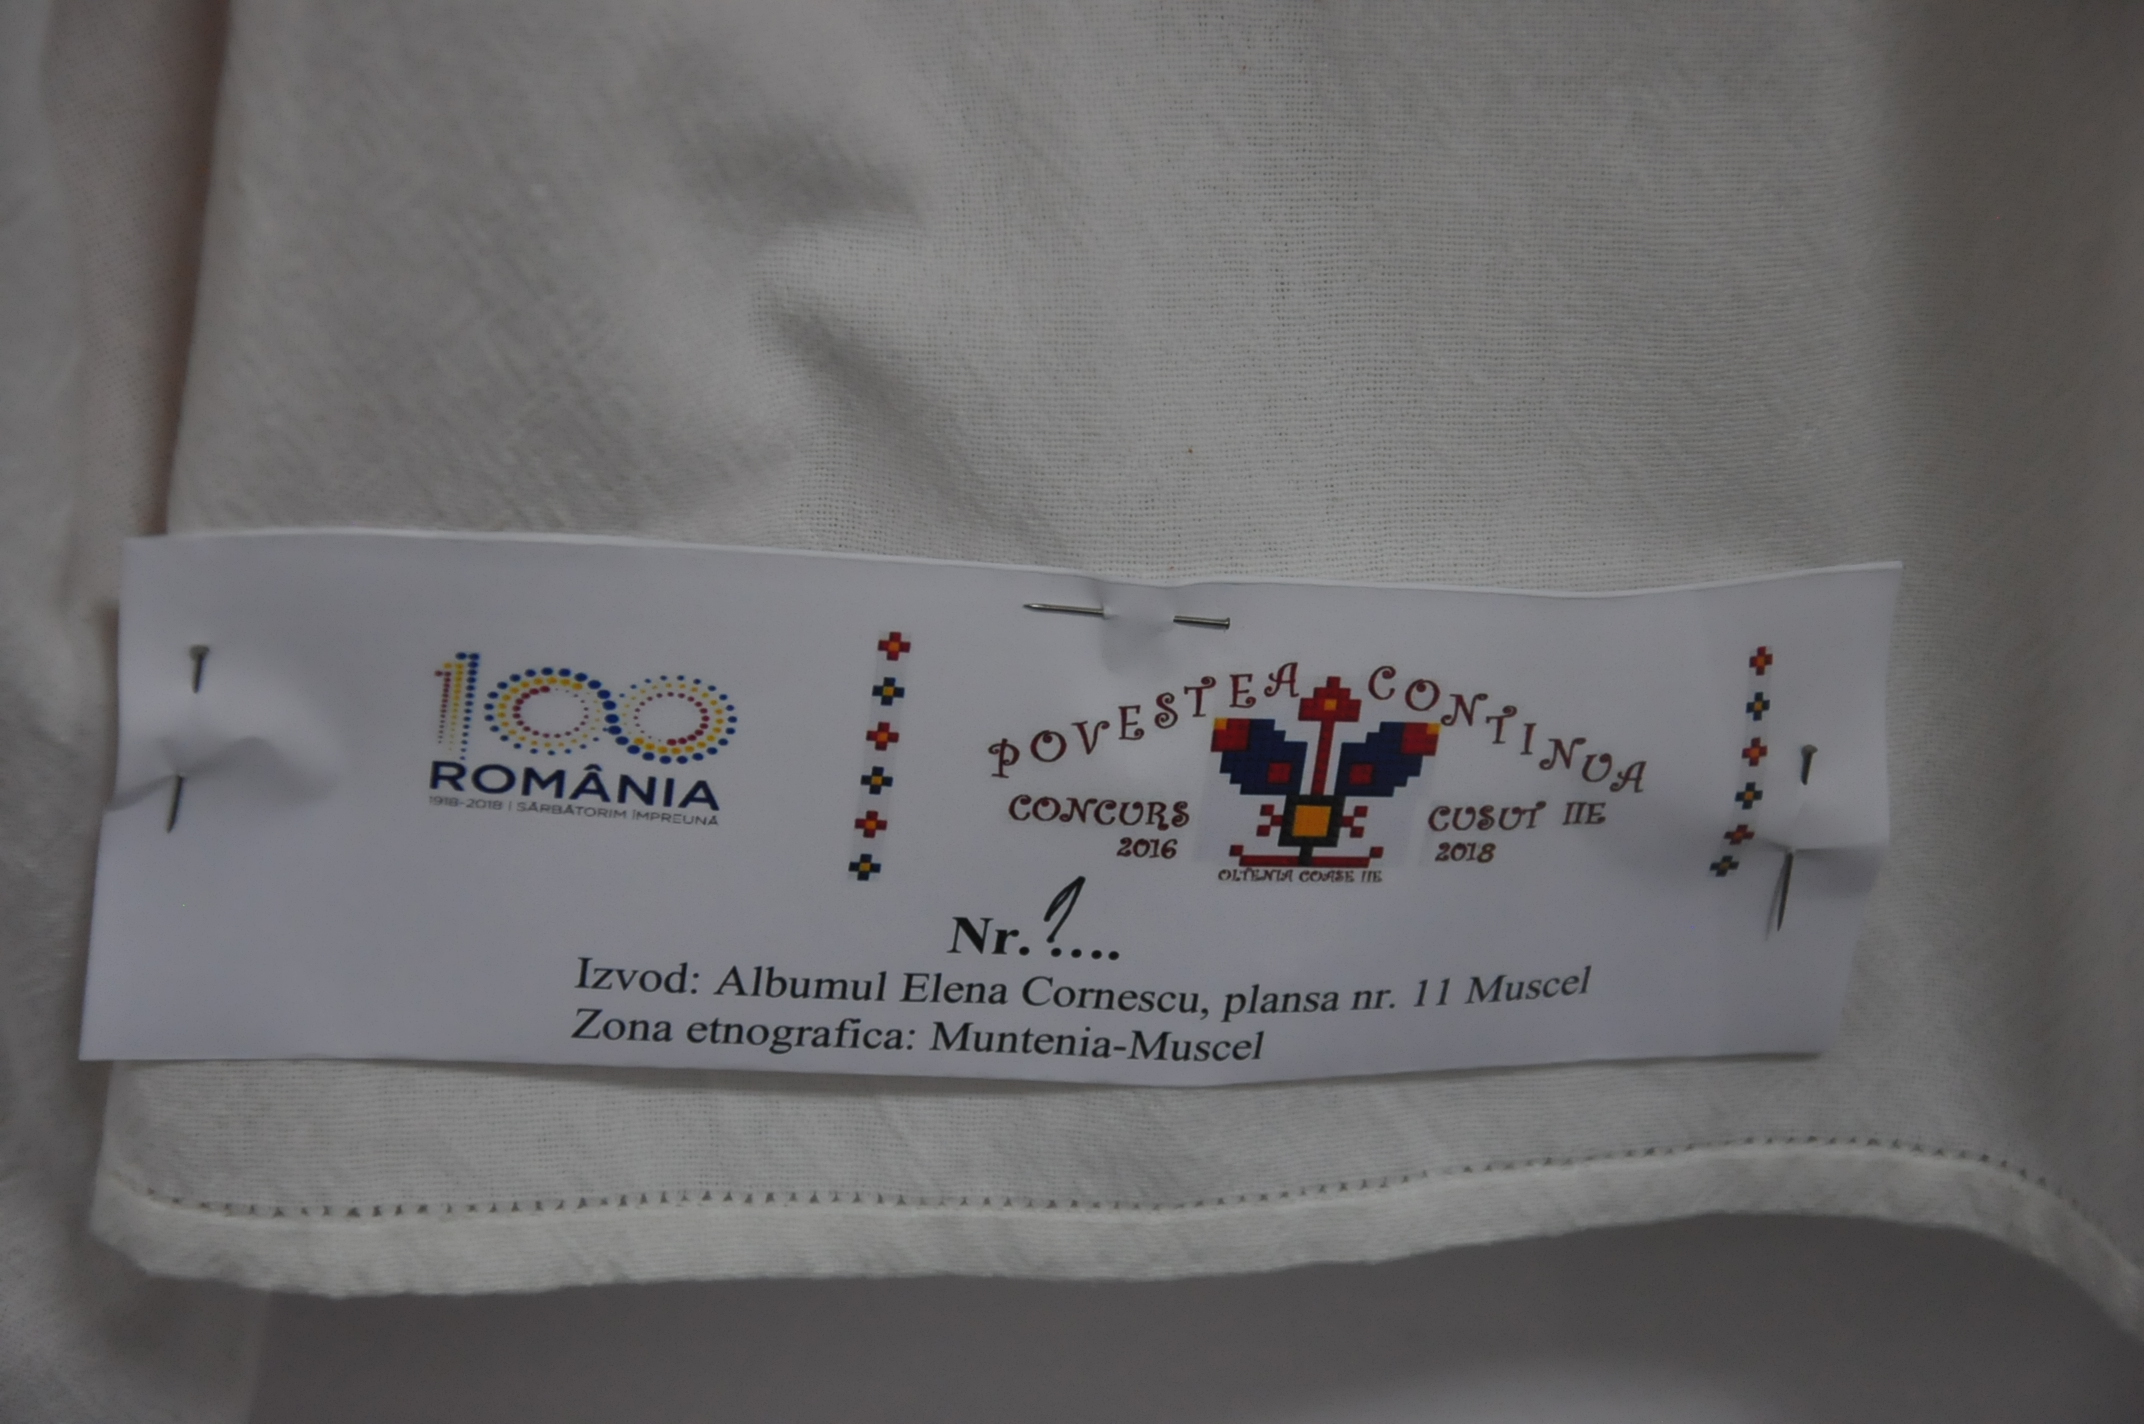 100
ROMÂNIA
1918-2018 | SĂRBĂTORIM ÎMPREUNĂ
POVESTEA CONTINUA
CONCURS CUSUT IIE
2016 2018
OLTENIA COASE IIE
Nr. ....
Izvod: Albumul Elena Cornescu, plansa nr. 11 Muscel
Zona etnografica: Muntenia-Muscel